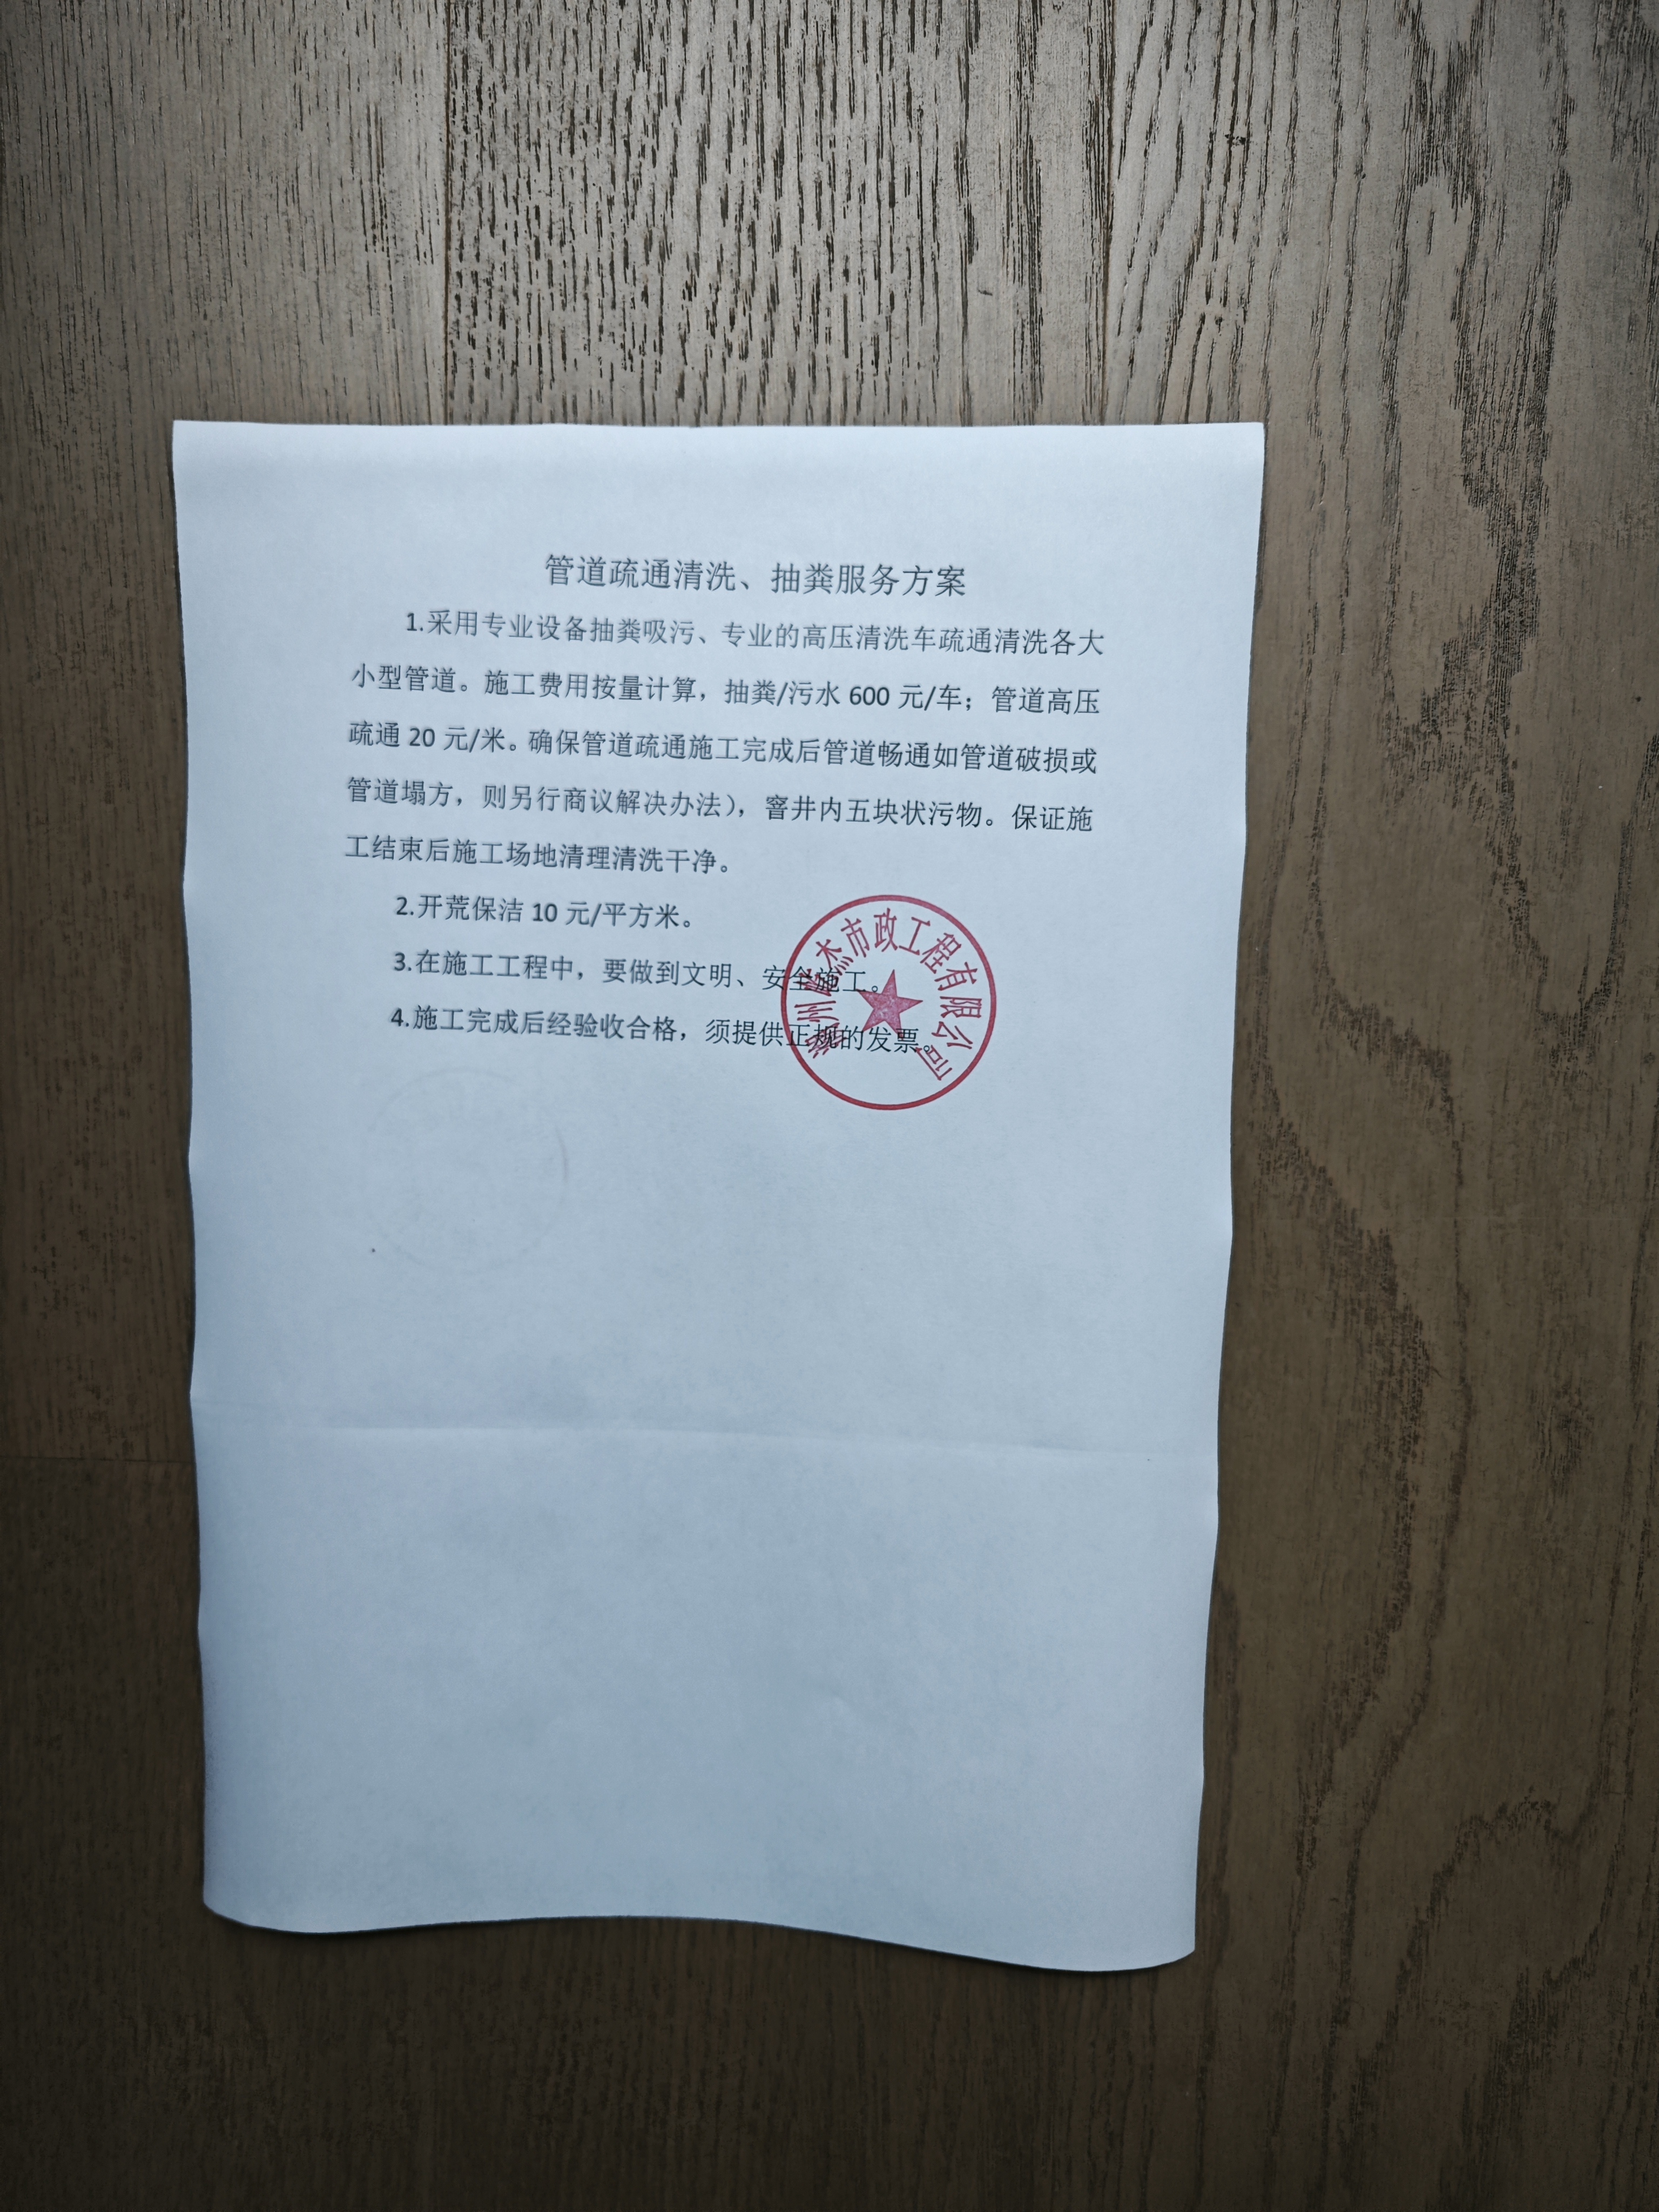 管道疏通清洗、抽粪服务方案
1.采用专业设备抽粪吸污、专业的高压清洗车疏通清洗各大
小型管道。施工费用按量计算，抽粪/污水 600 元/车；管道高压
疏通 20 元/米。确保管道疏通施工完成后管道畅通如管道破损或
管道塌方，则另行商议解决办法），窨井内五块状污物。保证施
工结束后施工场地清理清洗干净。
2.开荒保洁 10 元/平方米。
3.在施工工程中，要做到文明、安全施工。
4.施工完成后经验收合格，须提供正规的发票。
州 杰市政工程有限公司